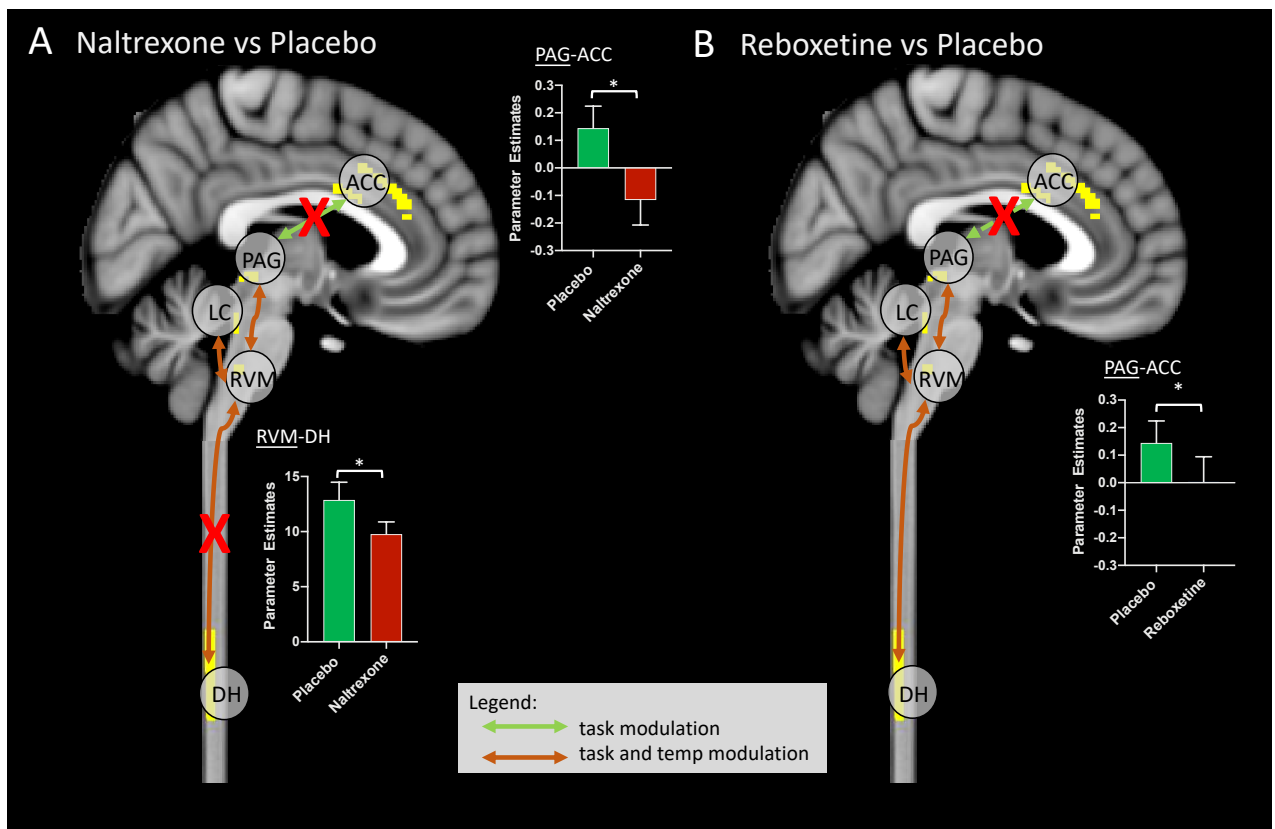 A Naltrexone vs Placebo
PAG-ACC
*
Parameter Estimates
0.3
0.2
0.1
0.0
-0.1
-0.2
-0.3
Placebo
Naltrexone
ACC
X
PAG
LC
RVM
RVM-DH
*
Parameter Estimates
15
10
5
0
Placebo
Naltrexone
X
DH
B Reboxetine vs Placebo
ACC
X
PAG
LC
RVM
PAG-ACC
*
Parameter Estimates
0.3
0.2
0.1
0.0
-0.1
-0.2
-0.3
Placebo
Reboxetine
DH
Legend:
task modulation
task and temp modulation